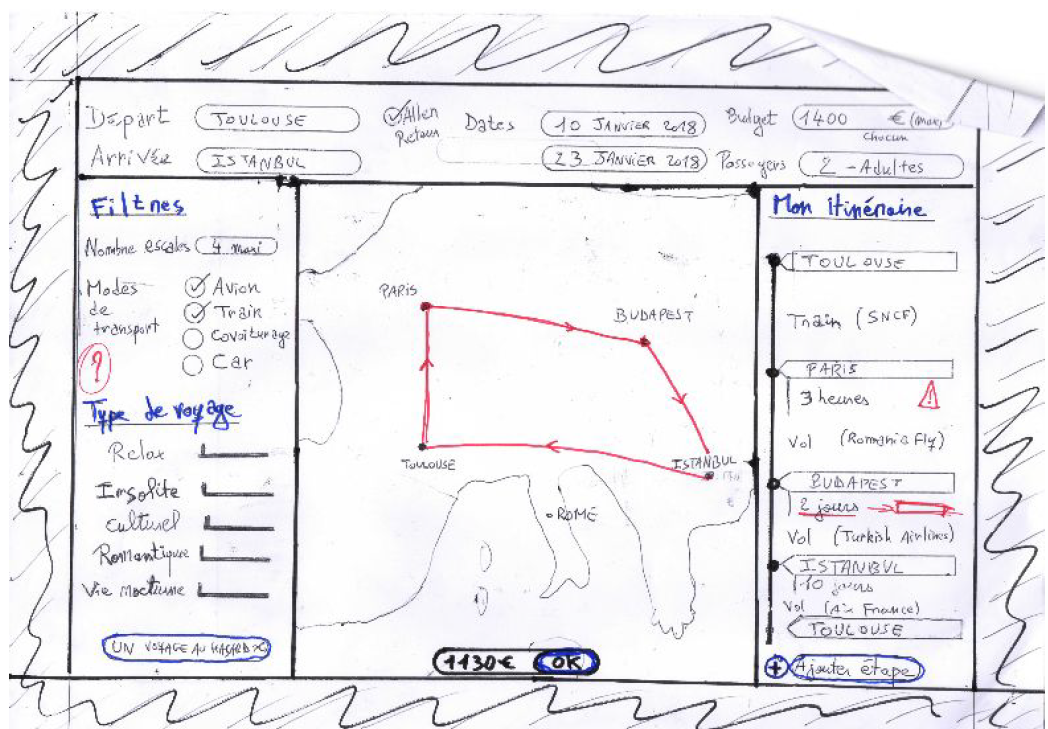 Départ TOULOUSE
Aller
Retour
Dates 10 JANVIER 2018
Budget 1400 € (maxi)
chacun
Arrivée ISTANBUL
23 JANVIER 2018
Passagers 2 - Adultes
Filtres
Nombre escales 4 maxi
Modes
de
transport
Avion
Train
Covoiturage
Car
?
Type de voyage
Relax
Insolite
Culturel
Romantique
Vie nocturne
UN VOYAGE AU HASARD
PARIS
BUDAPEST
TOULOUSE
ISTANBUL
ROME
1130€ OK
Mon itinéraire
TOULOUSE
Train (SNCF)
PARIS
3 heures
!
Vol (Romania Fly)
BUDAPEST
2 jours
Vol (Turkish Airlines)
ISTANBUL
10 jours
Vol (Air France)
TOULOUSE
+ Ajouter étape